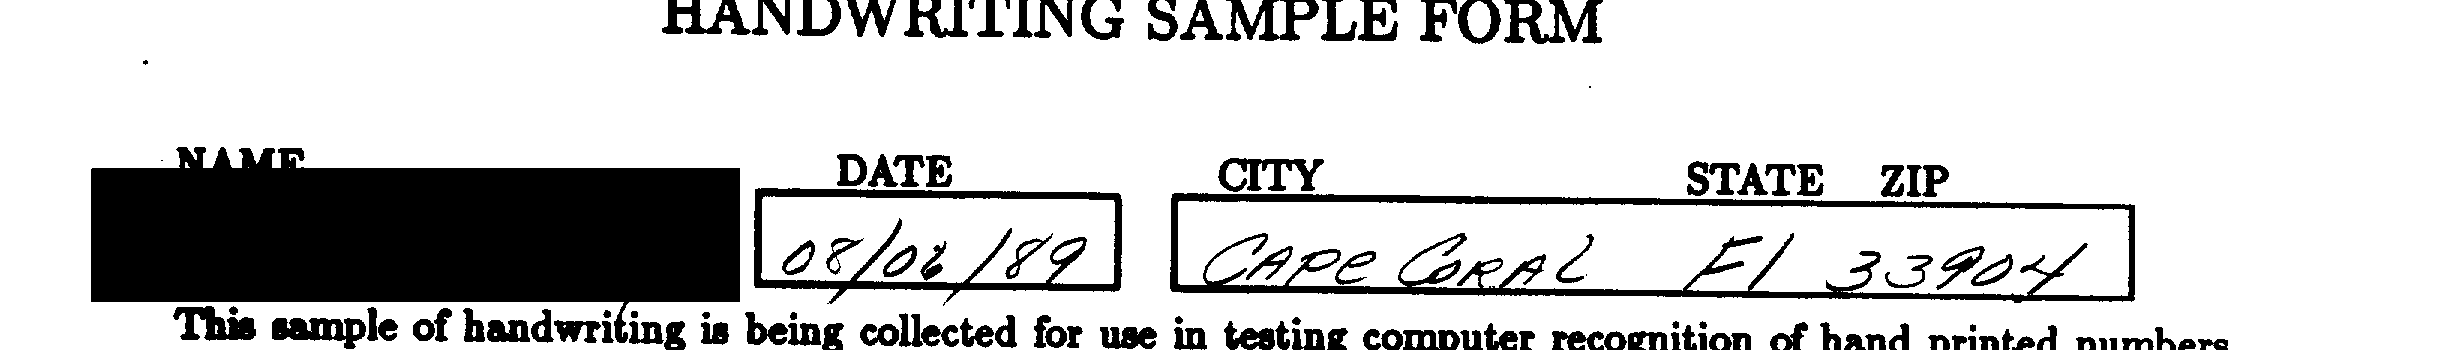 HANDWRITING SAMPLE FORM
NAME DATE CITY STATE ZIP
08/06/89 CAPE CORAL Fl 33904
This sample of handwriting is being collected for use in testing computer recognition of hand printed numbers